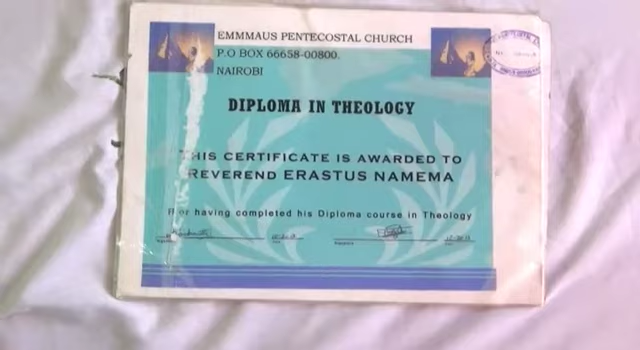 EMMMAUS PENTECOSTAL CHURCH
P.O BOX 66658-00800.
NAIROBI
DIPLOMA IN THEOLOGY
THIS CERTIFICATE IS AWARDED TO
REVEREND ERASTUS NAMEMA
For having completed his Diploma course in Theology